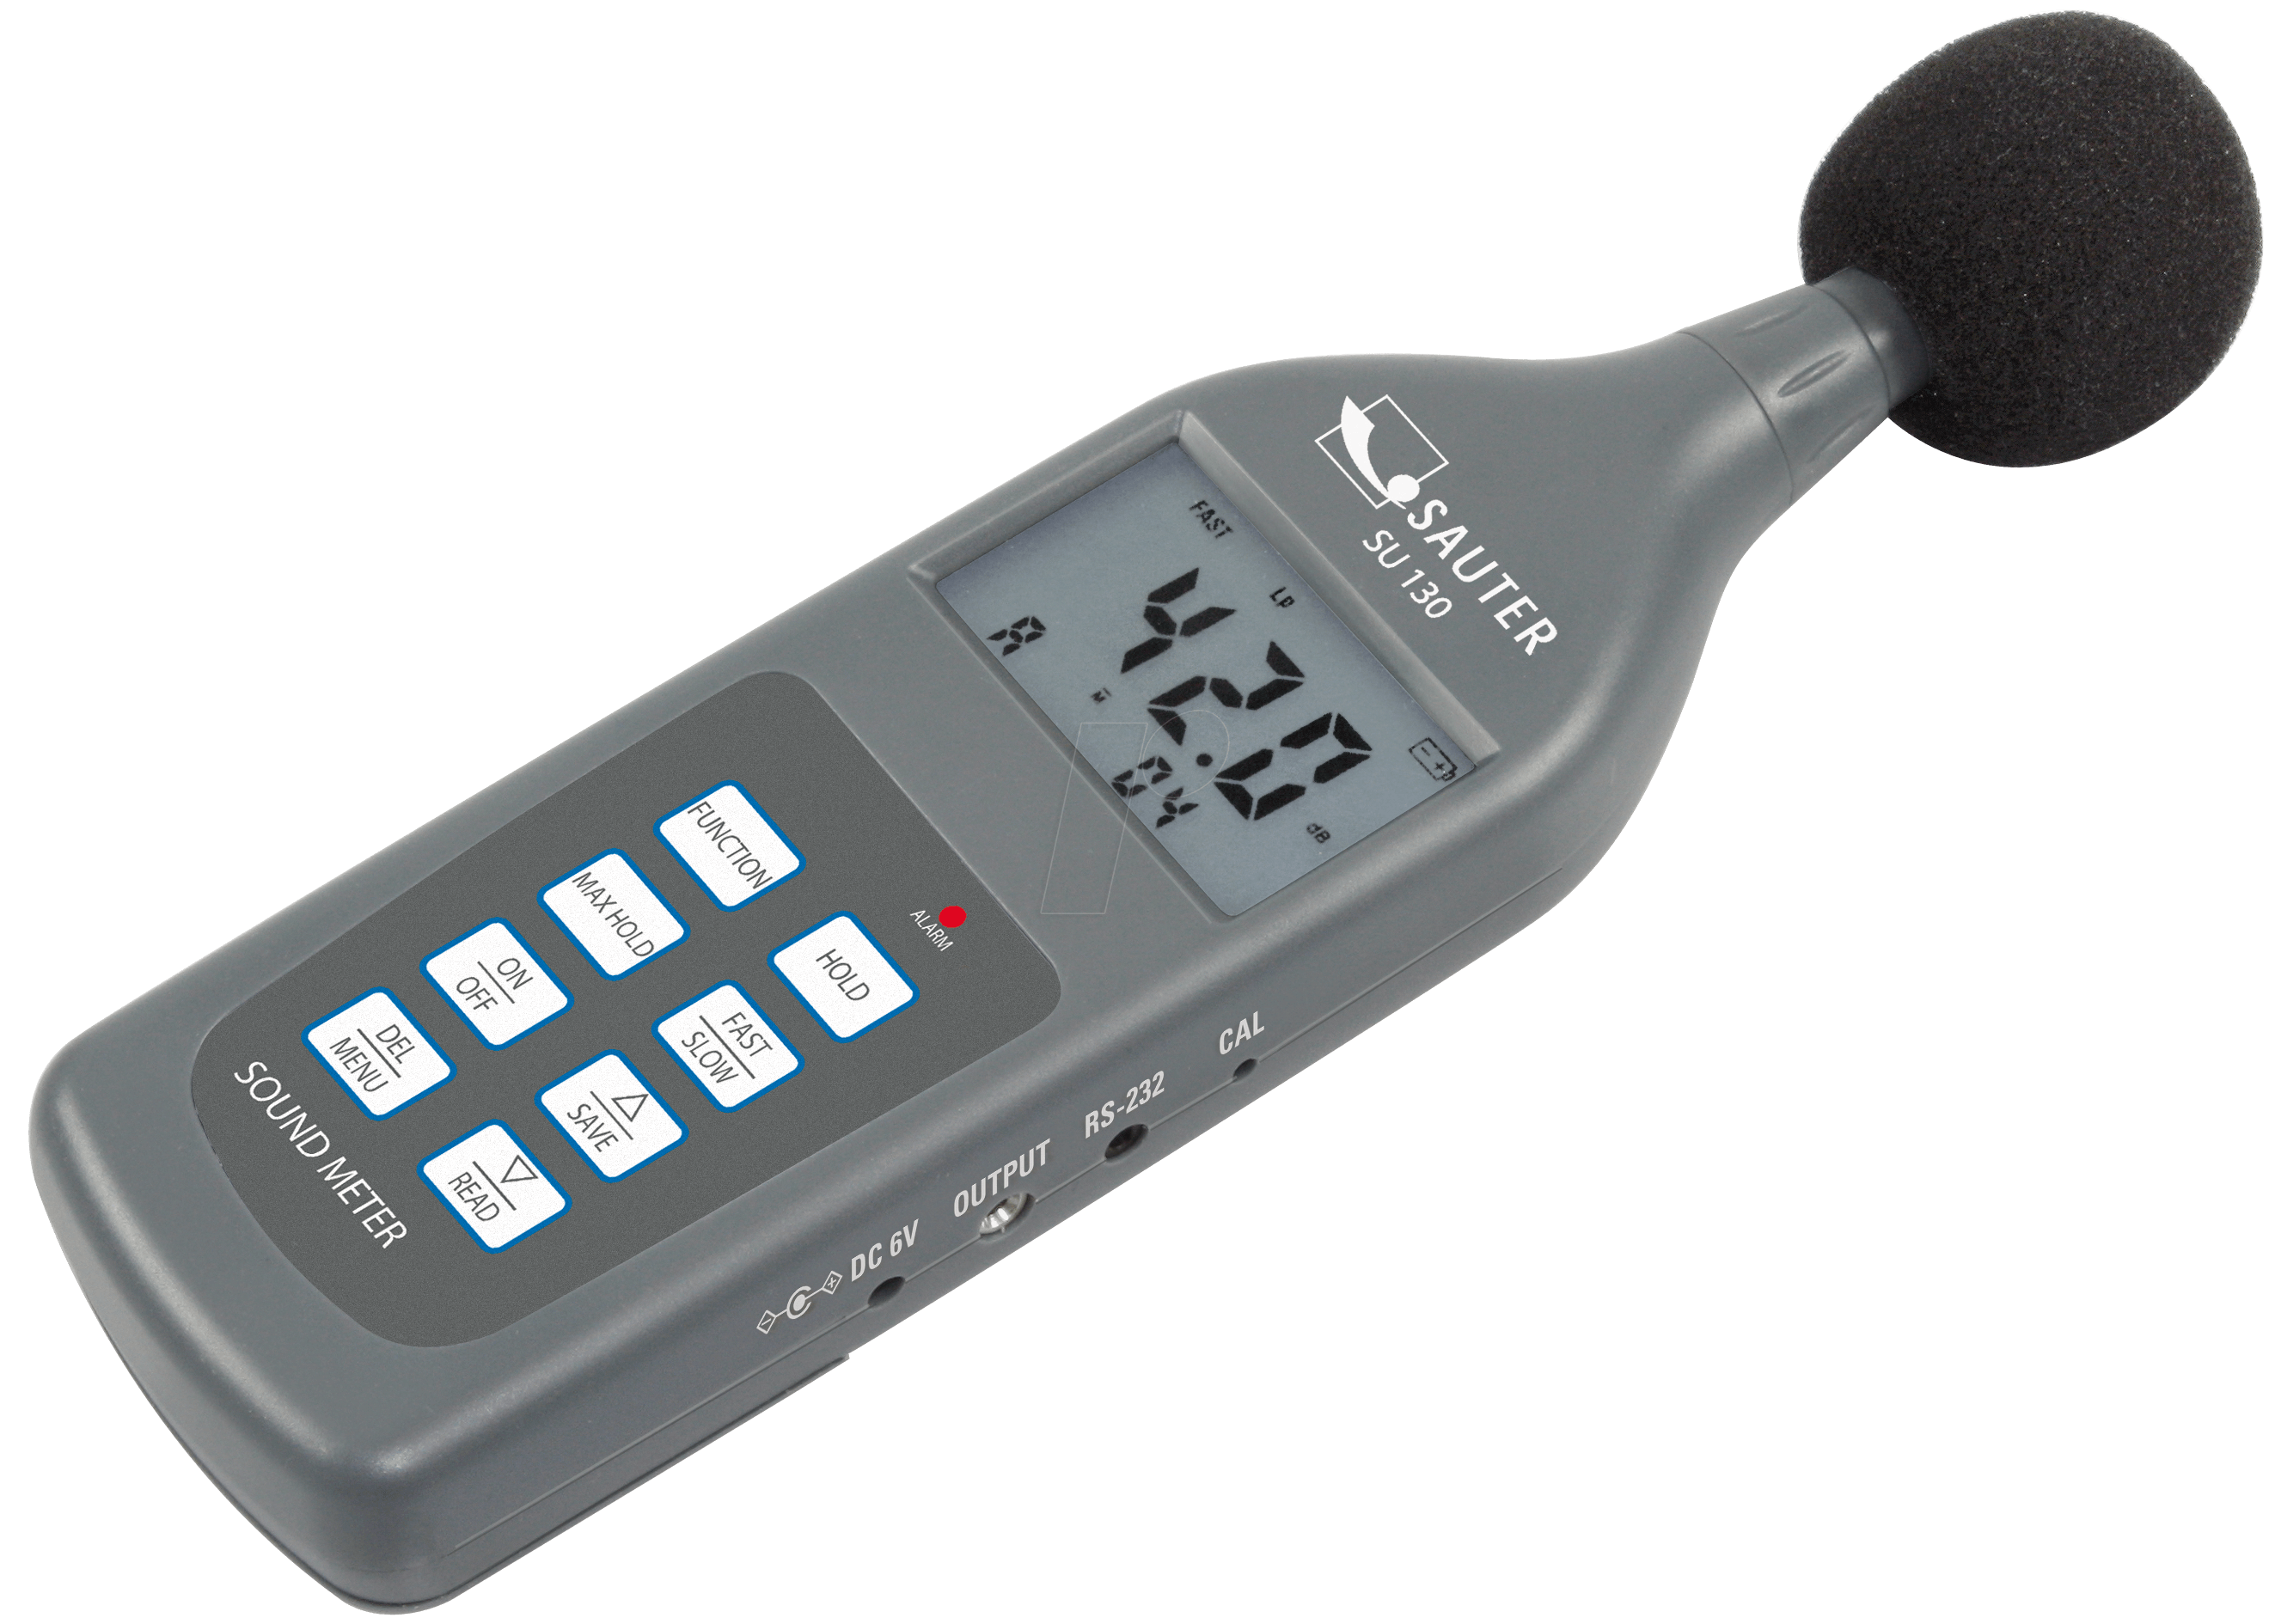 SAUTER
SU 130
FAST
LP
A
42.0
M
04
dB
ALARM
FUNCTION
HOLD
MAX HOLD
FAST
SLOW
ON
OFF
SAVE
DEL
MENU
READ
SOUND METER
CAL
RS-232
OUTPUT
DC 6V